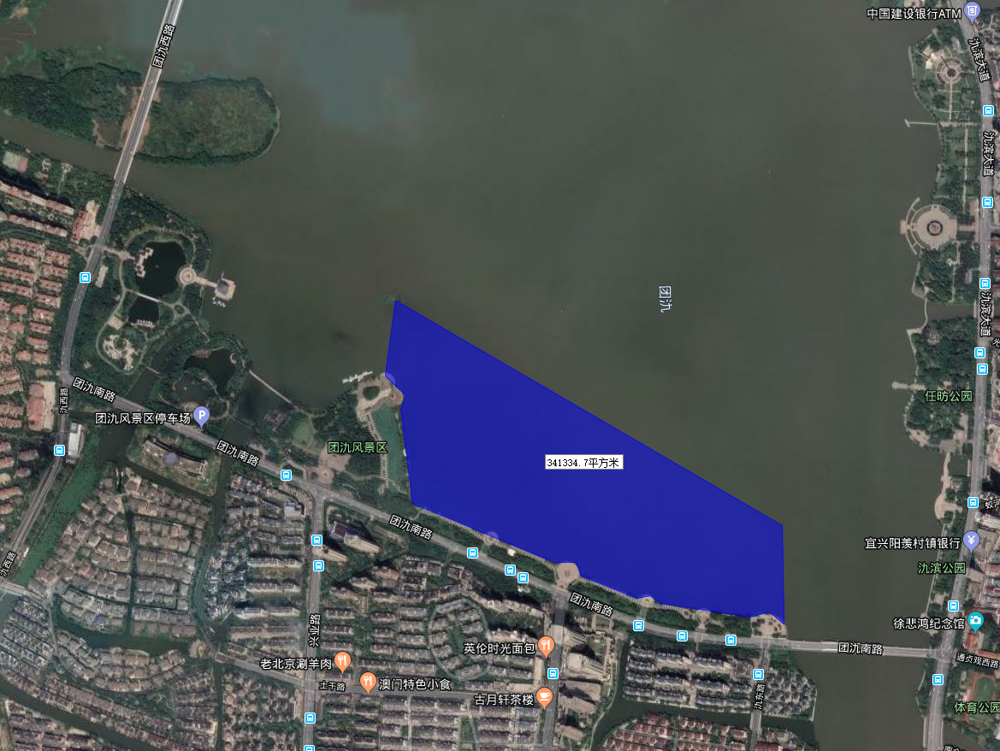 中国建设银行ATM
团氿西路
氿滨大道
氿滨大道
团氿
氿滨大道
团氿南路
氿西路
任昉公园
团氿风景区停车场
团氿南路
团氿风景区
341334.7平方米
团氿南路
宜兴阳羡村镇银行
氿滨公园
氿西路
团氿南路
徐悲鸿纪念馆
兴业路
英伦时光面包
团氿南路
通贞观西路
老北京涮羊肉
土干路
澳门特色小食
古月轩茶楼
氿东路
体育公园